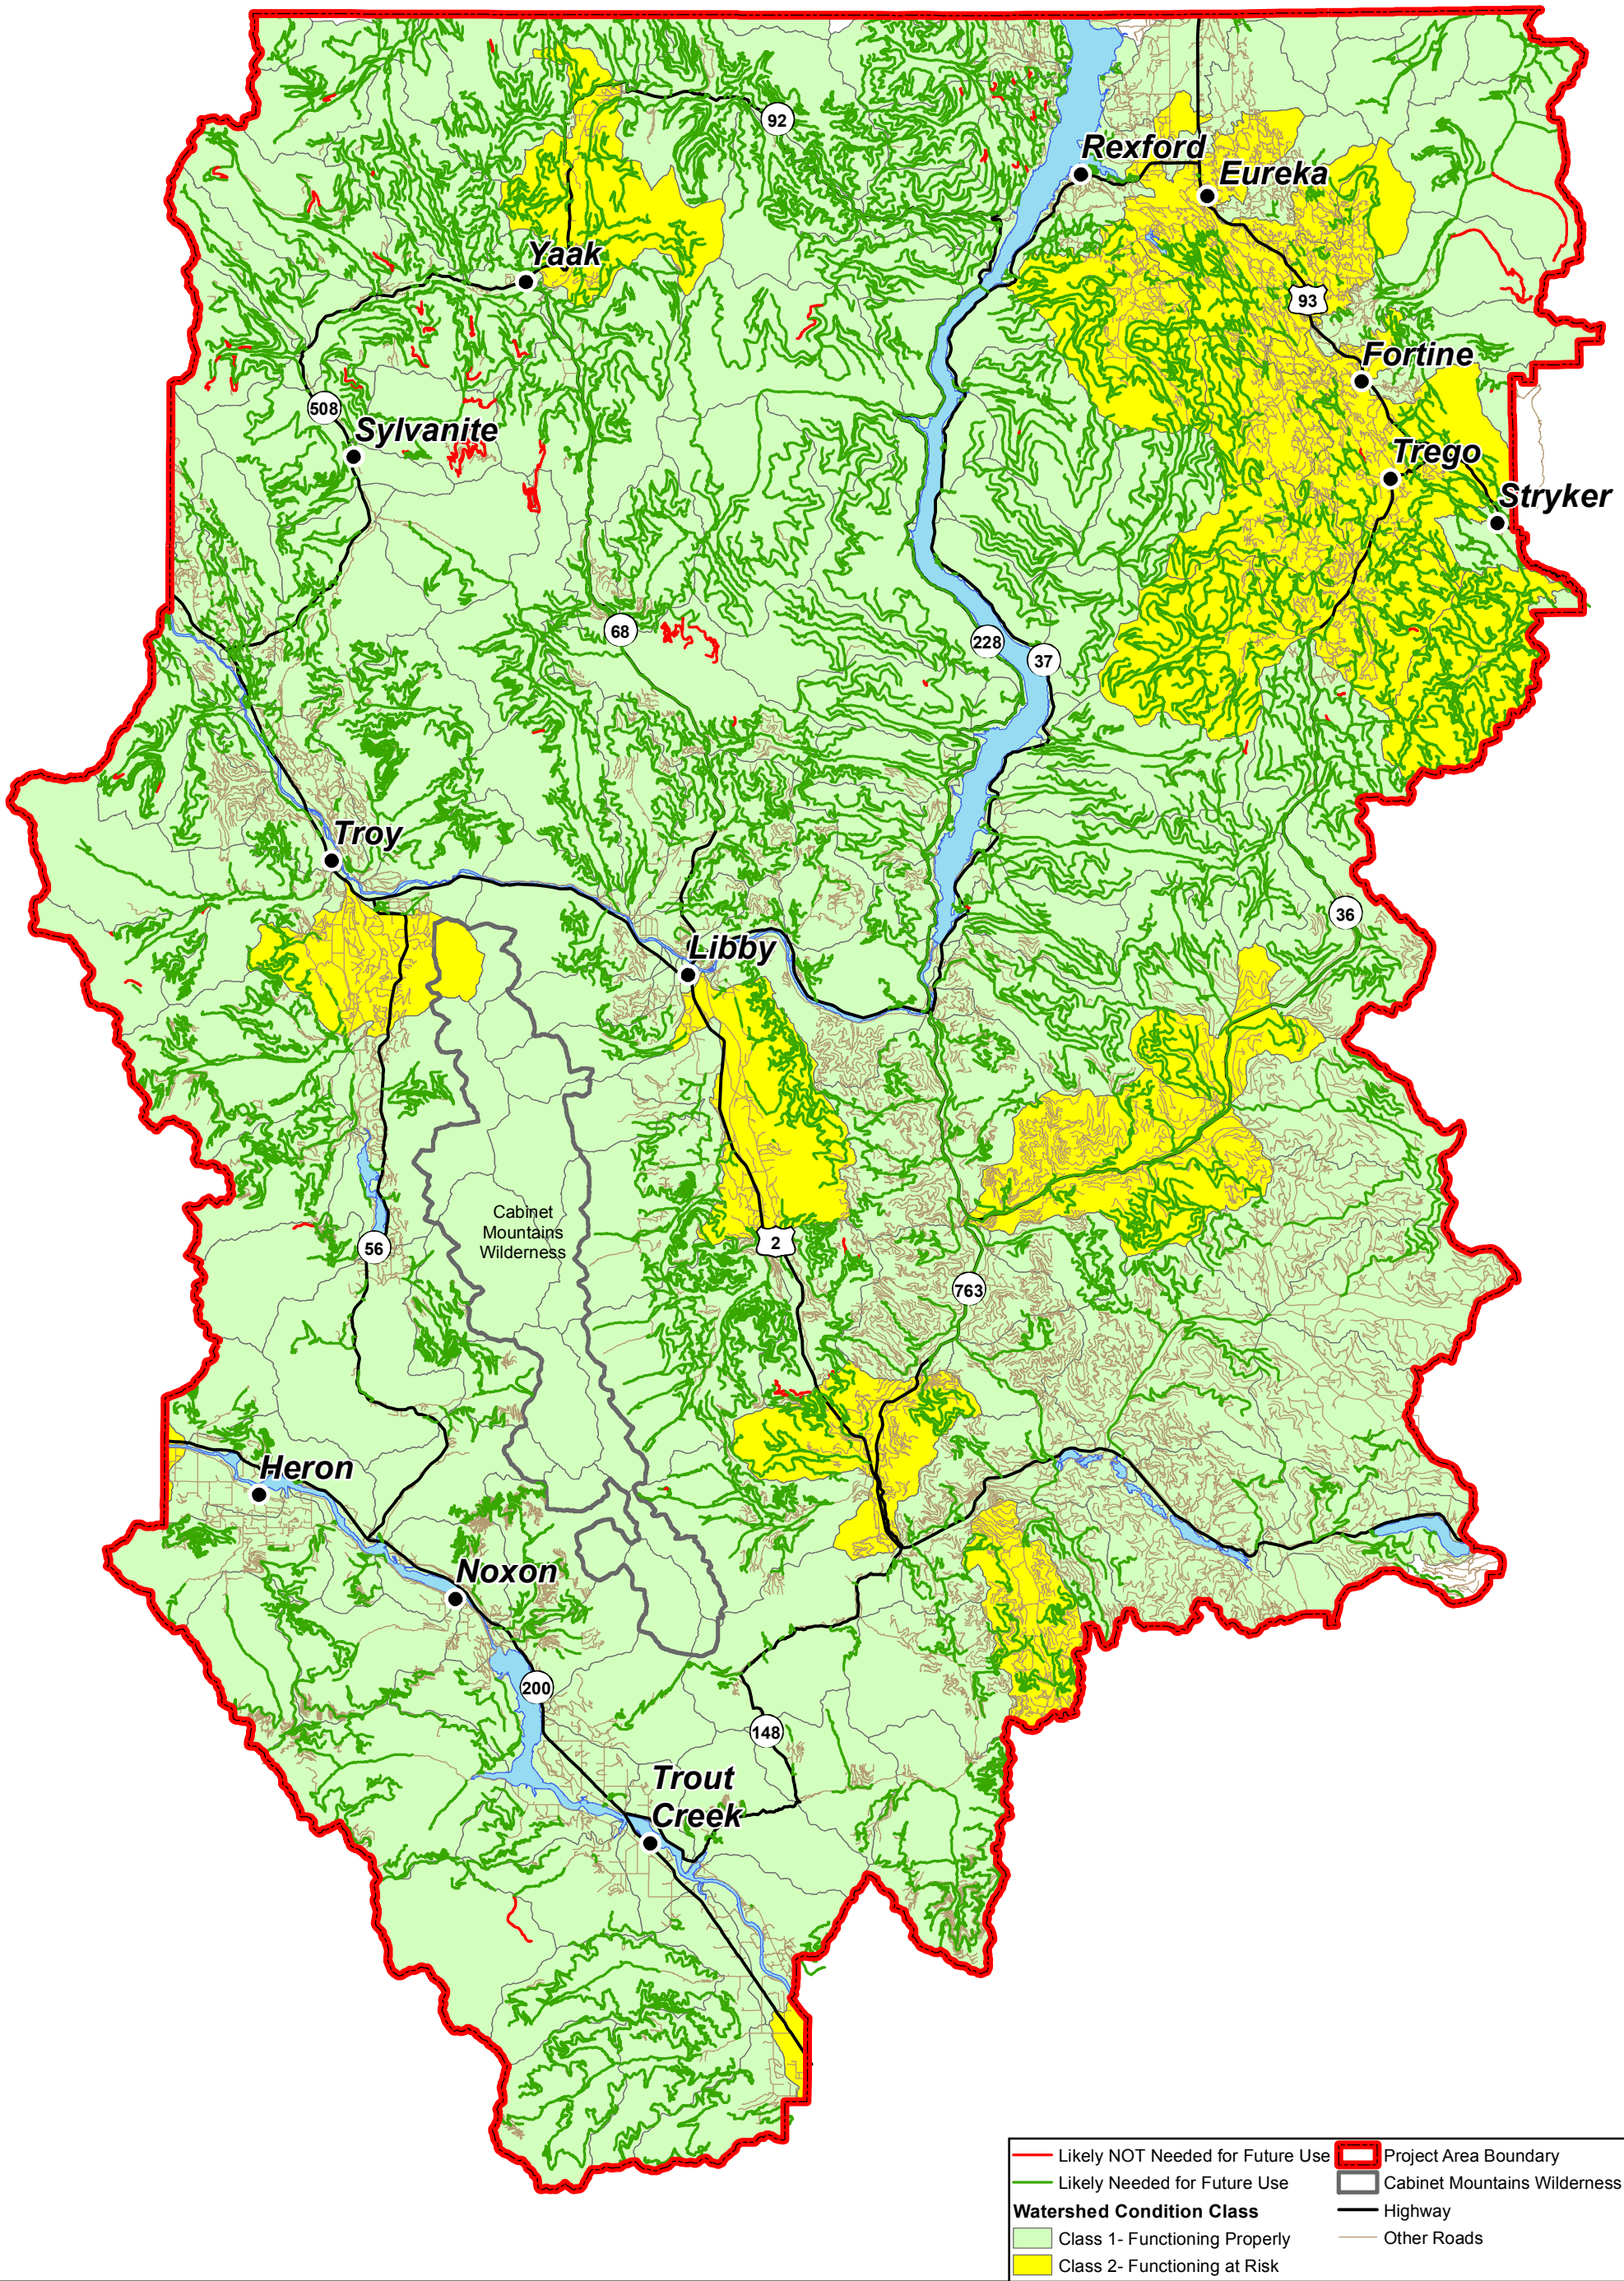 92
Rexford
Eureka
Yaak
93
Fortine
508
Sylvanite
Trego
Stryker
68
228
37
Troy
36
Libby
Cabinet
Mountains
Wilderness
56
2
763
Heron
Noxon
200
148
Trout
Creek
Likely NOT Needed for Future Use
Likely Needed for Future Use
Watershed Condition Class
Class 1- Functioning Properly
Class 2- Functioning at Risk
Project Area Boundary
Cabinet Mountains Wilderness
Highway
Other Roads